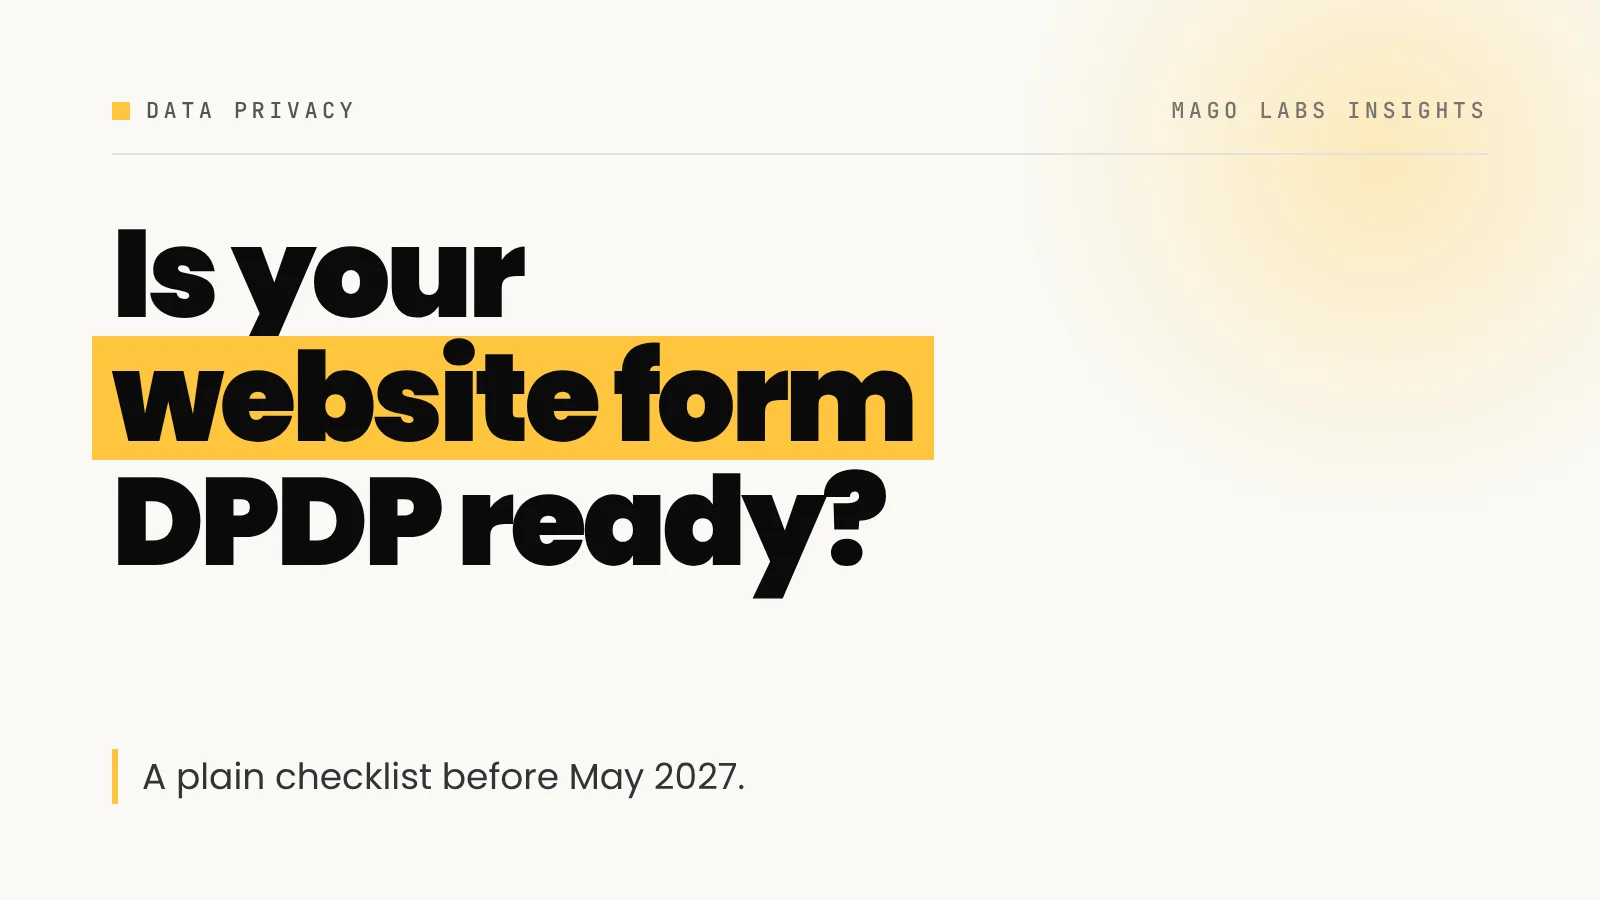 DATA PRIVACY
MAGO LABS INSIGHTS
Is your
website form
DPDP ready?
A plain checklist before May 2027.